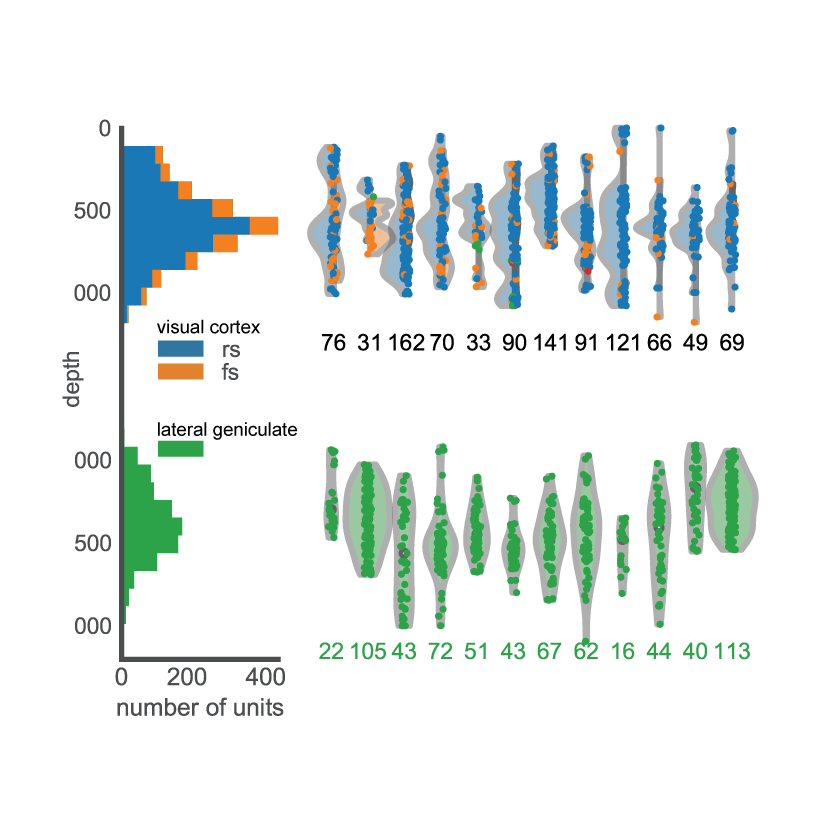 0
500
000
visual cortex
rs
fs
76 31 162 70 33 90 141 91 121 66 49 69
depth
lateral geniculate
000
500
000
22 105 43 72 51 43 67 62 16 44 40 113
0 200 400
number of units